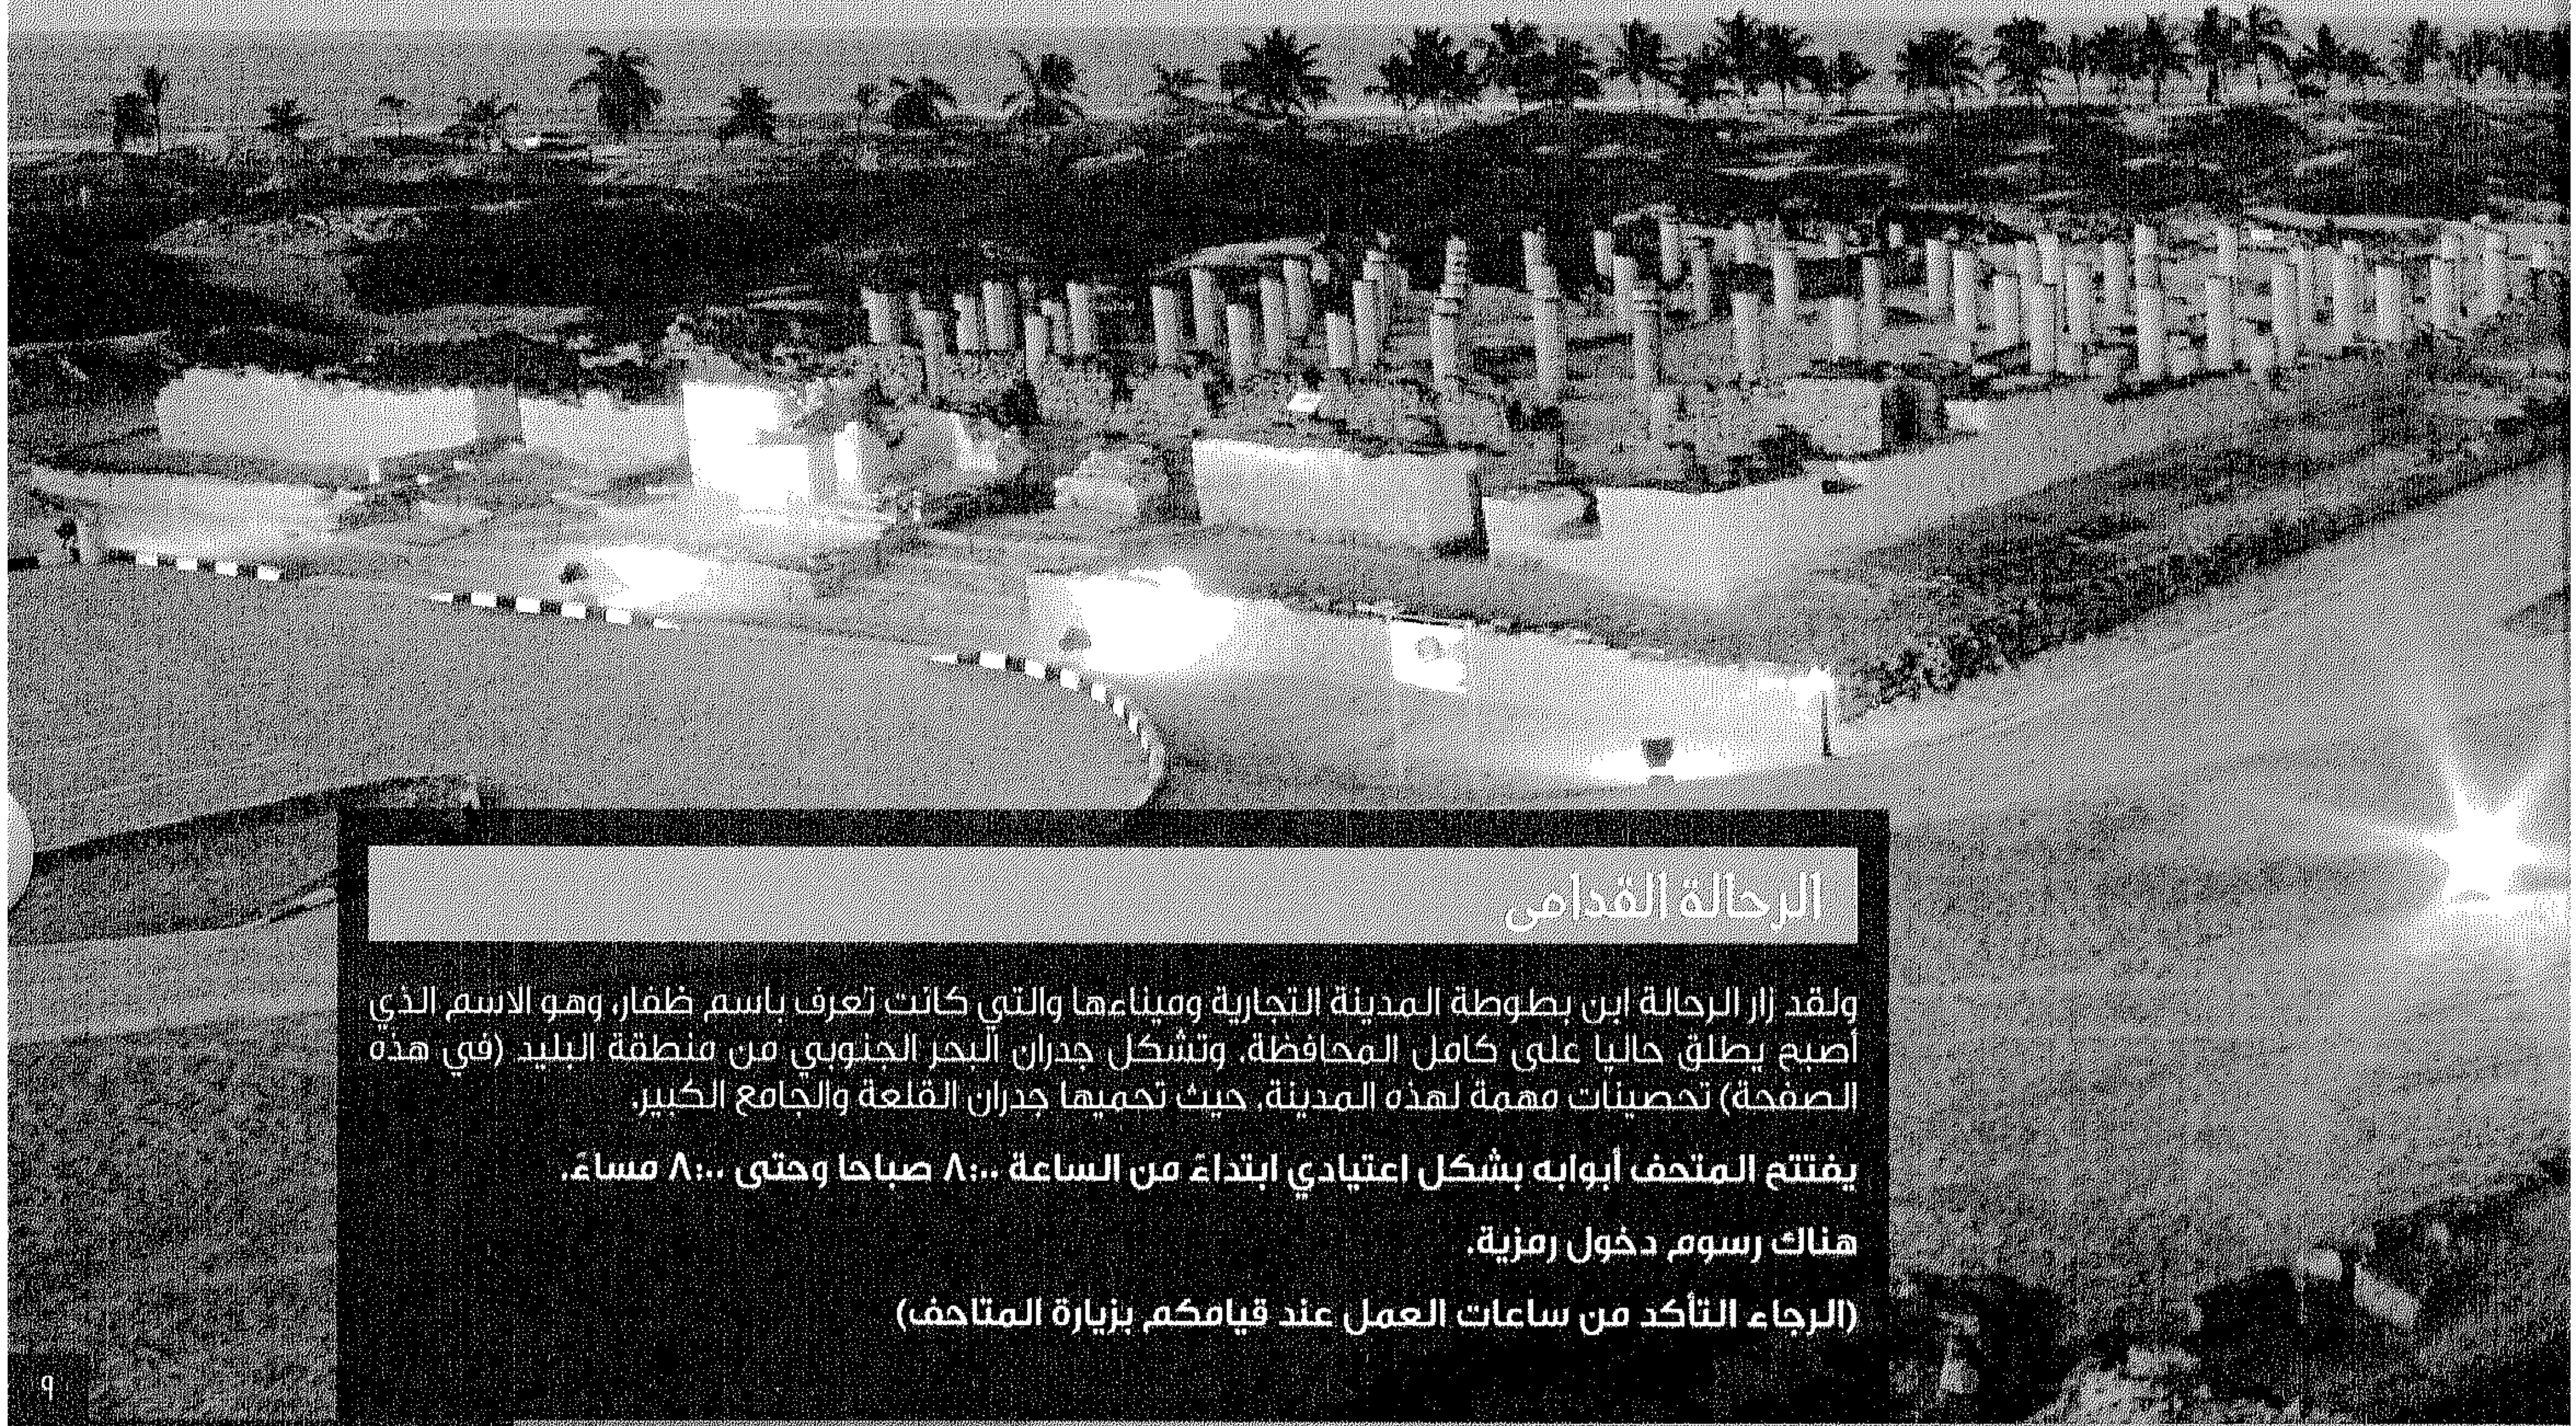 الرحالة القدامى
ولقد زار الرحالة ابن بطوطة المدينة التجارية وميناءها والتي كانت تعرف باسم ظفار، وهو الاسم الذي
أصبح يطلق حاليا على كامل المحافظة. وتشكل جدران البحر الجنوبي من منطقة البليد (في هذه
الصفحة) تحصينات مهمة لهذه المدينة، حيث تحميها جدران القلعة والجامع الكبير.
يفتتح المتحف أبوابه بشكل اعتيادي ابتداءً من الساعة ٨:٠٠ صباحا وحتى ٨:٠٠ مساءً.
هناك رسوم دخول رمزية.
(الرجاء التأكد من ساعات العمل عند قيامكم بزيارة المتاحف)
٩